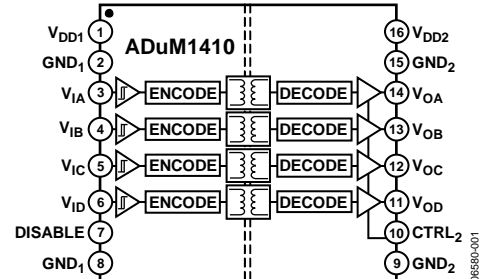 ADuM1410
VDD1 1 16 VDD2
GND1 2 15 GND2
VIA 3 ENCODE DECODE 14 VOA
VIB 4 ENCODE DECODE 13 VOB
VIC 5 ENCODE DECODE 12 VOC
VID 6 ENCODE DECODE 11 VOD
DISABLE 7 10 CTRL2
GND1 8 9 GND2
06580-001